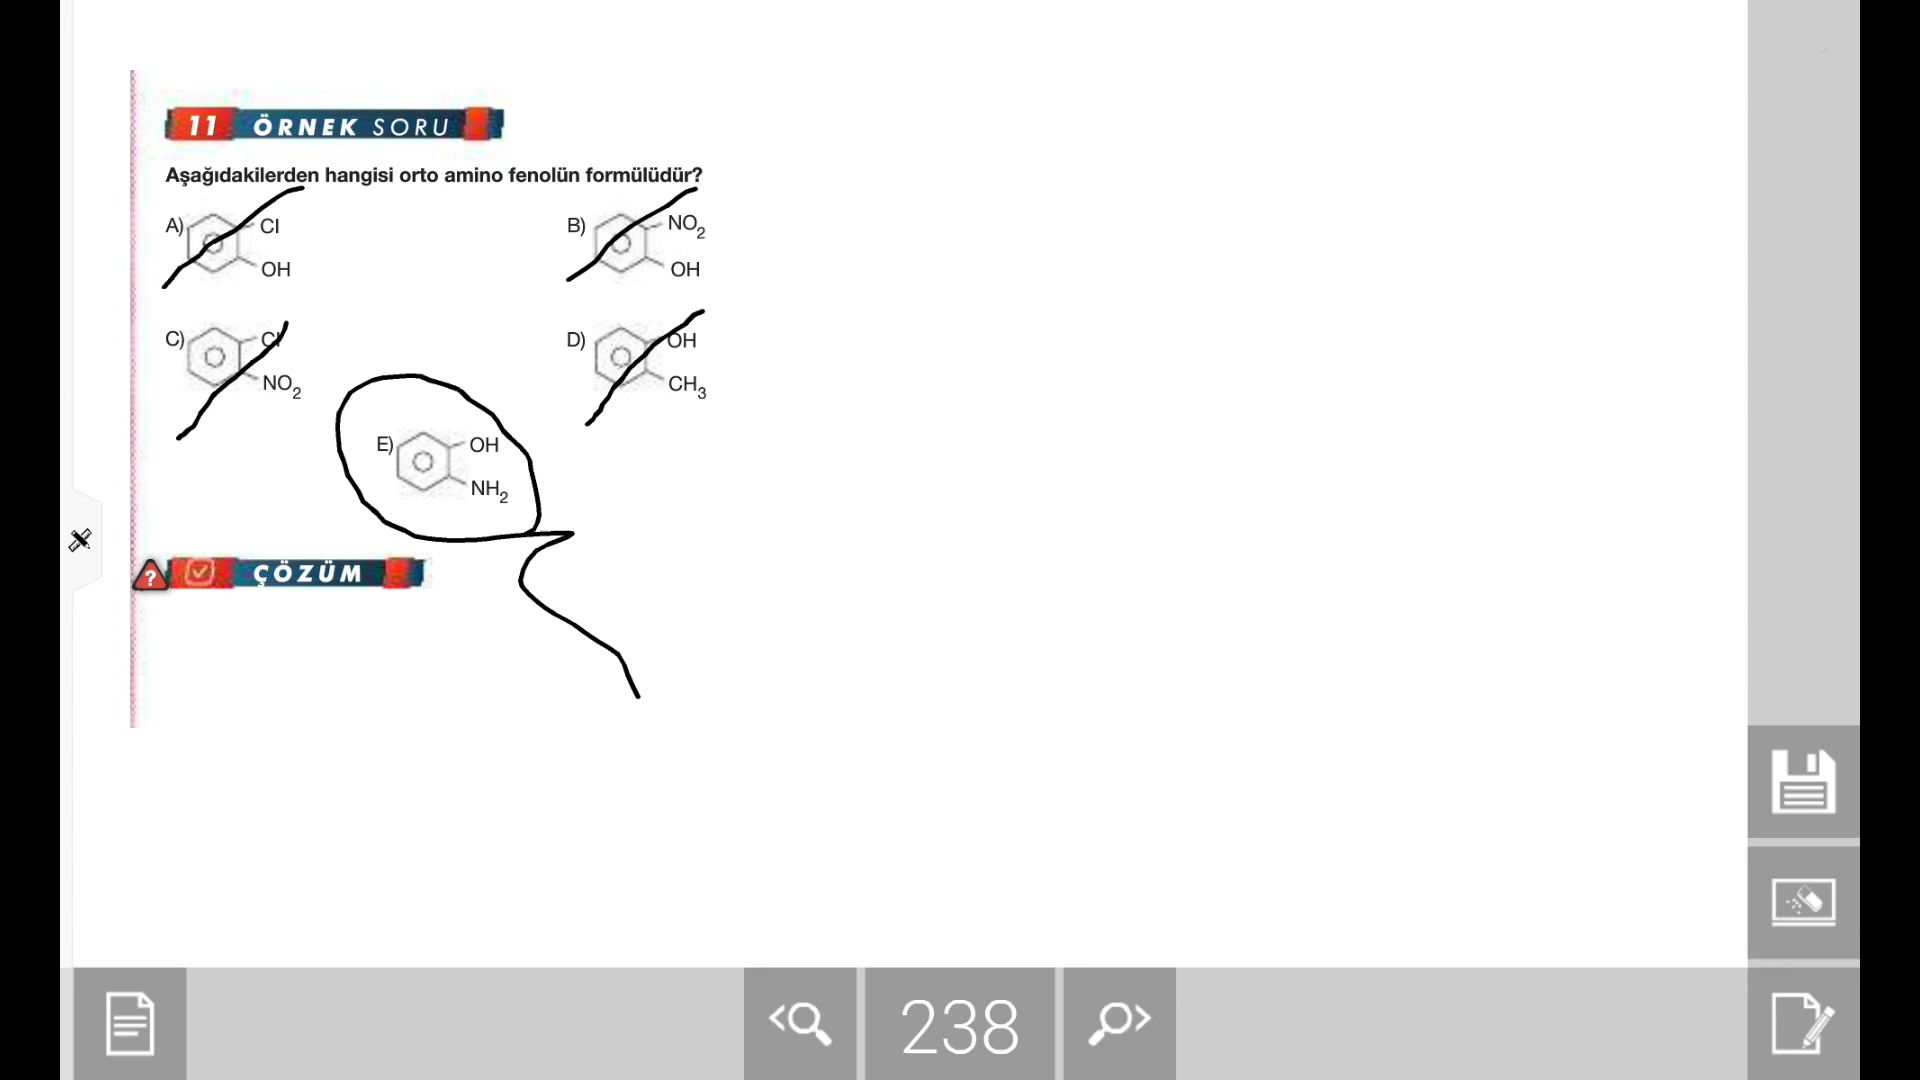 11 ÖRNEK SORU
Aşağıdakilerden hangisi orto amino fenolün formülüdür?
A) Cl
OH
B) NO2
OH
C) Cl
NO2
D) OH
CH3
E) OH
NH2
?
ÇÖZÜM
238